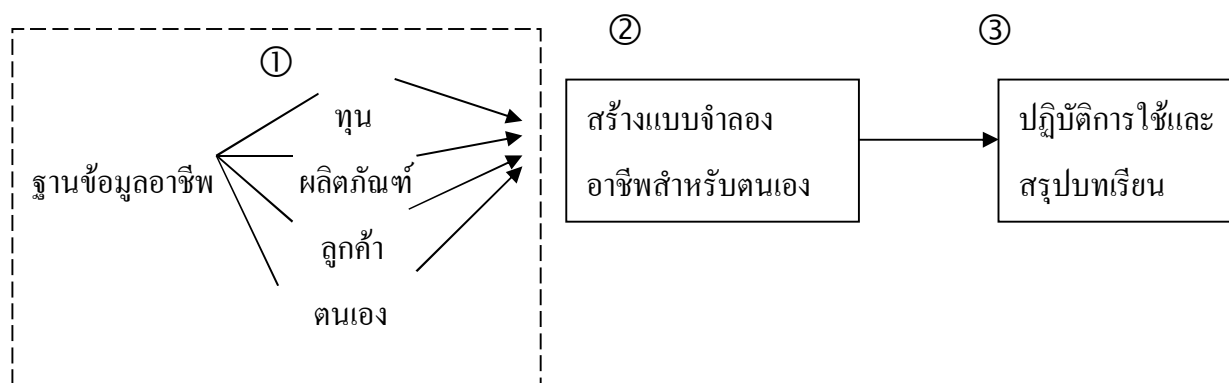 ①
ฐานข้อมูลอาชีพ
ทุน
ผลิตภัณฑ์
ลูกค้า
ตนเอง
②
สร้างแบบจำลอง
อาชีพสำหรับตนเอง
③
ปฏิบัติการใช้และ
สรุปบทเรียน